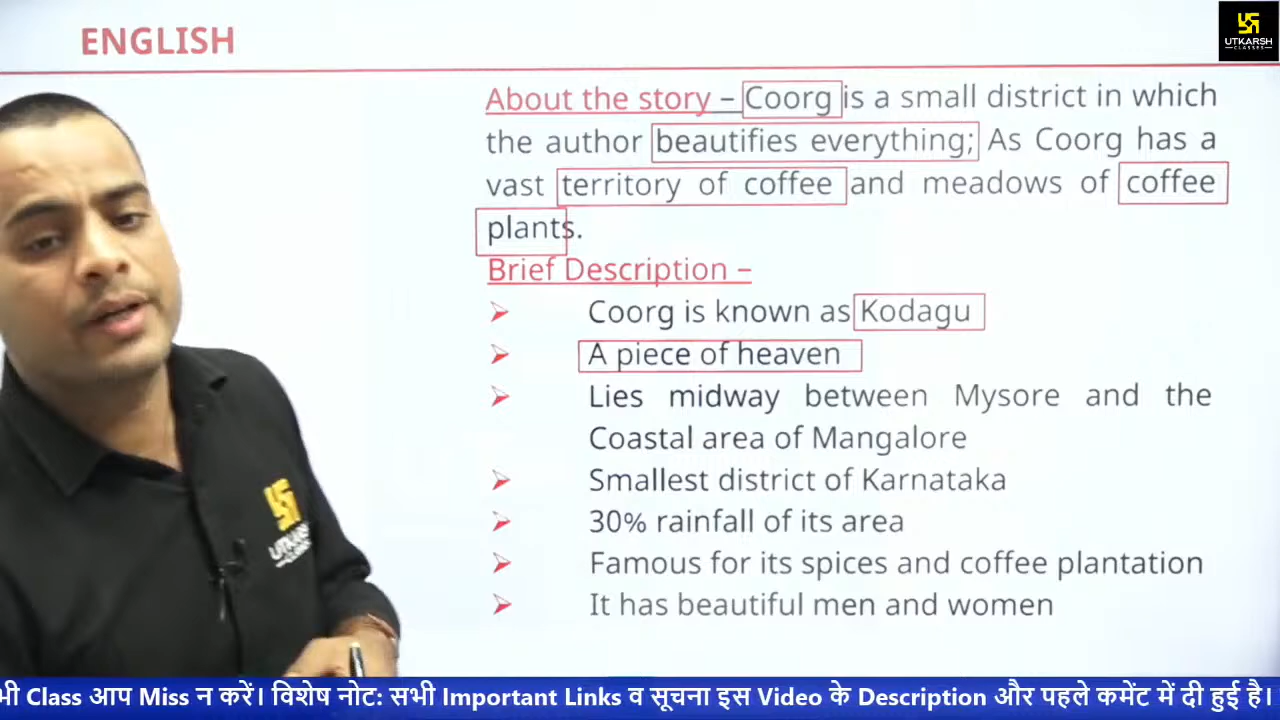 ENGLISH
UTKARSH
CLASSES
About the story – Coorg is a small district in which
the author beautifies everything; As Coorg has a
vast territory of coffee and meadows of coffee
plants.
Brief Description –
Coorg is known as Kodagu
A piece of heaven
Lies midway between Mysore and the
Coastal area of Mangalore
Smallest district of Karnataka
30% rainfall of its area
Famous for its spices and coffee plantation
It has beautiful men and women
UTKARSH
CLASSES
भी Class आप Miss न करें। विशेष नोट: सभी Important Links व सूचना इस Video के Description और पहले कमेंट में दी हुई है।